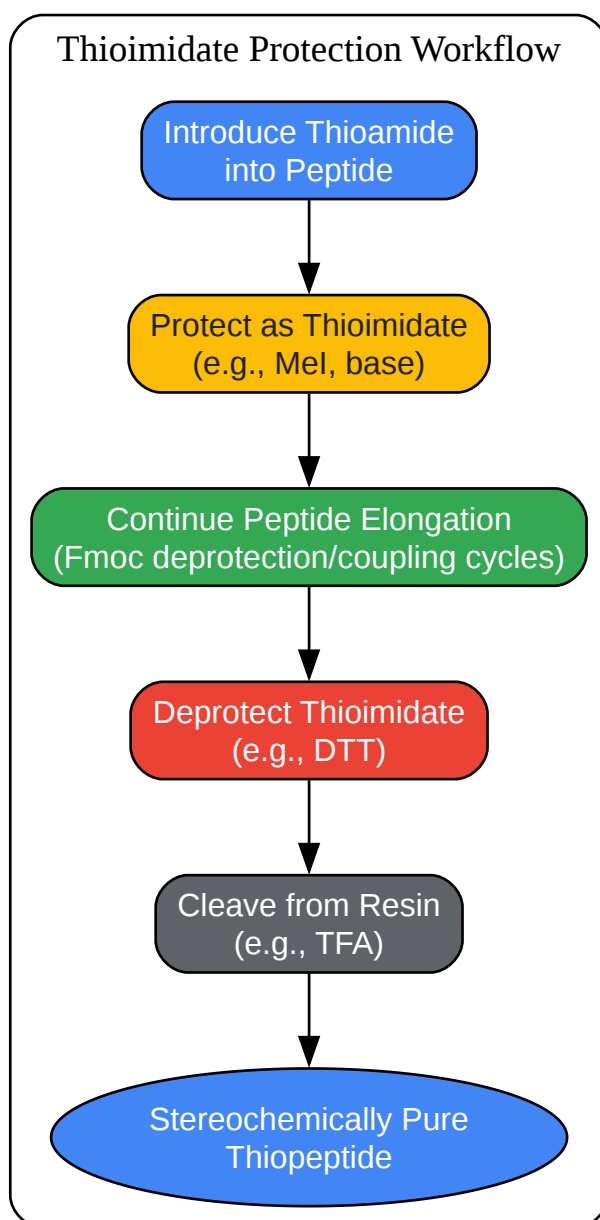 Thioimidate Protection Workflow
Introduce Thioamide
into Peptide
Protect as Thioimidate
(e.g., MeI, base)
Continue Peptide Elongation
(Fmoc deprotection/coupling cycles)
Deprotect Thioimidate
(e.g., DTT)
Cleave from Resin
(e.g., TFA)
Stereochemically Pure
Thiopeptide